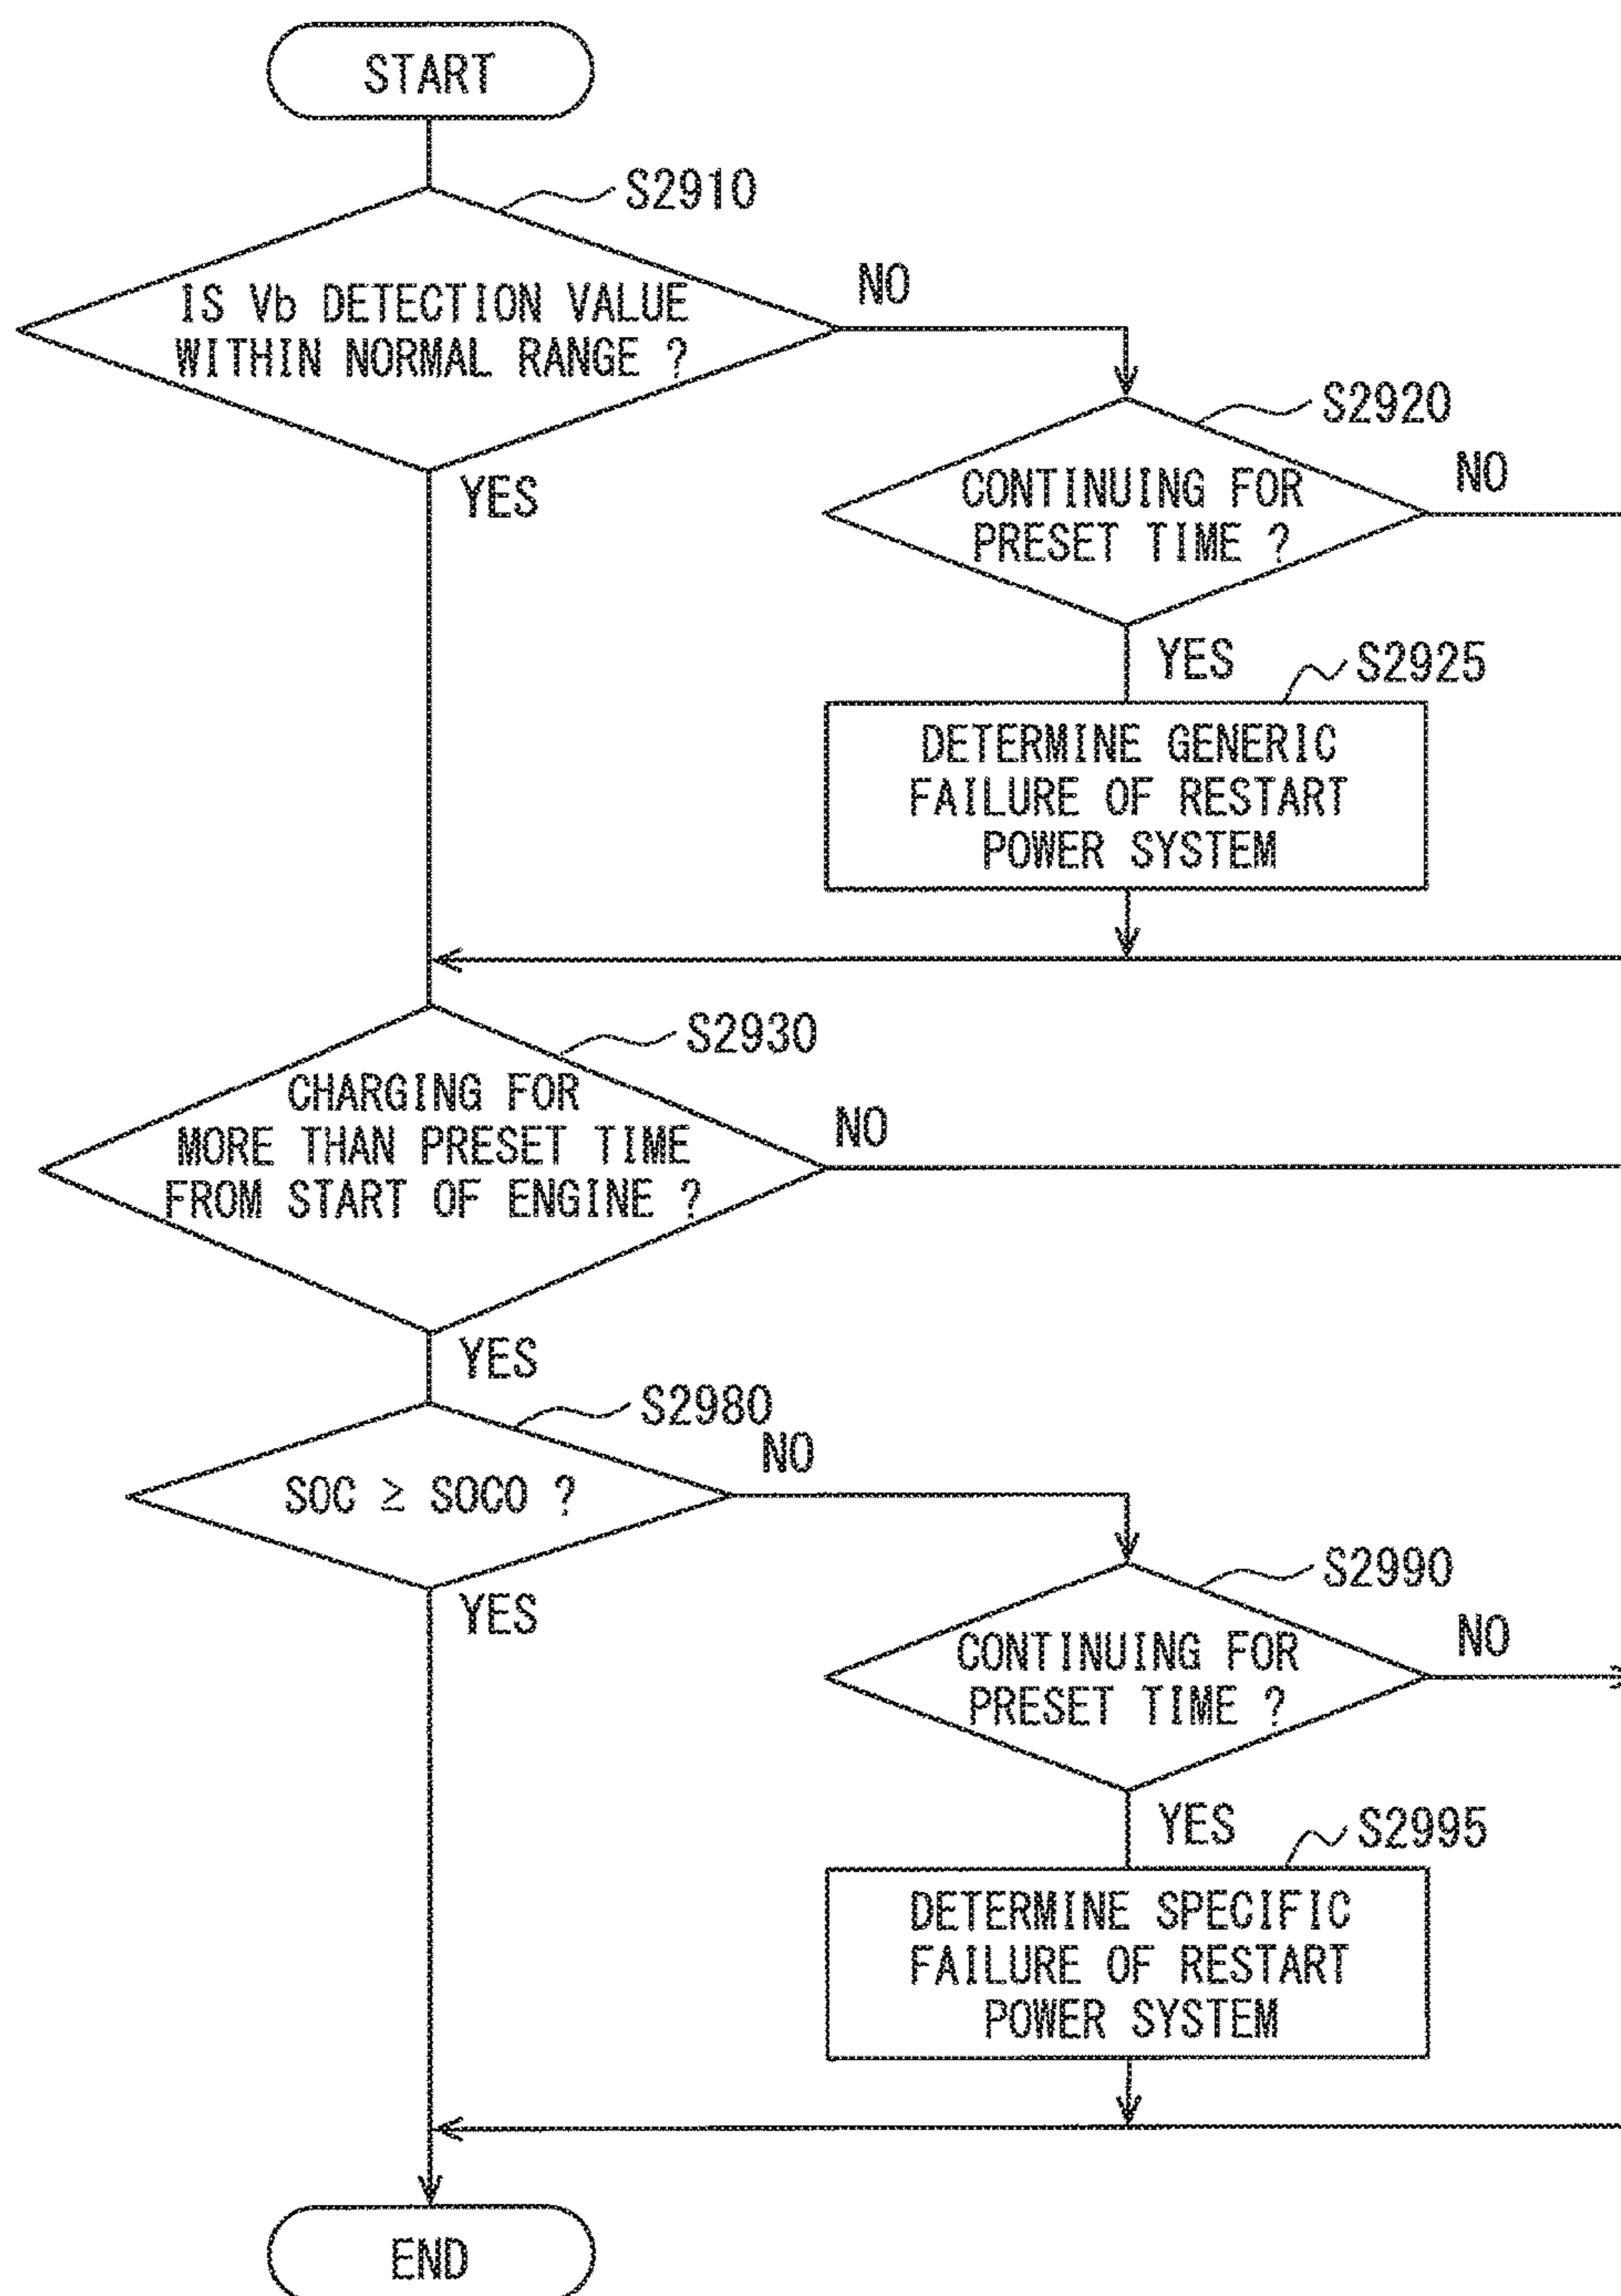 START
S2910
IS Vb DETECTION VALUE
WITHIN NORMAL RANGE ?
NO
YES
S2920
CONTINUING FOR
PRESET TIME ?
NO
YES
S2925
DETERMINE GENERIC
FAILURE OF RESTART
POWER SYSTEM
S2930
CHARGING FOR
MORE THAN PRESET TIME
FROM START OF ENGINE ?
NO
YES
S2980
SOC ≥ SOC0 ?
NO
YES
S2990
CONTINUING FOR
PRESET TIME ?
NO
YES
S2995
DETERMINE SPECIFIC
FAILURE OF RESTART
POWER SYSTEM
END